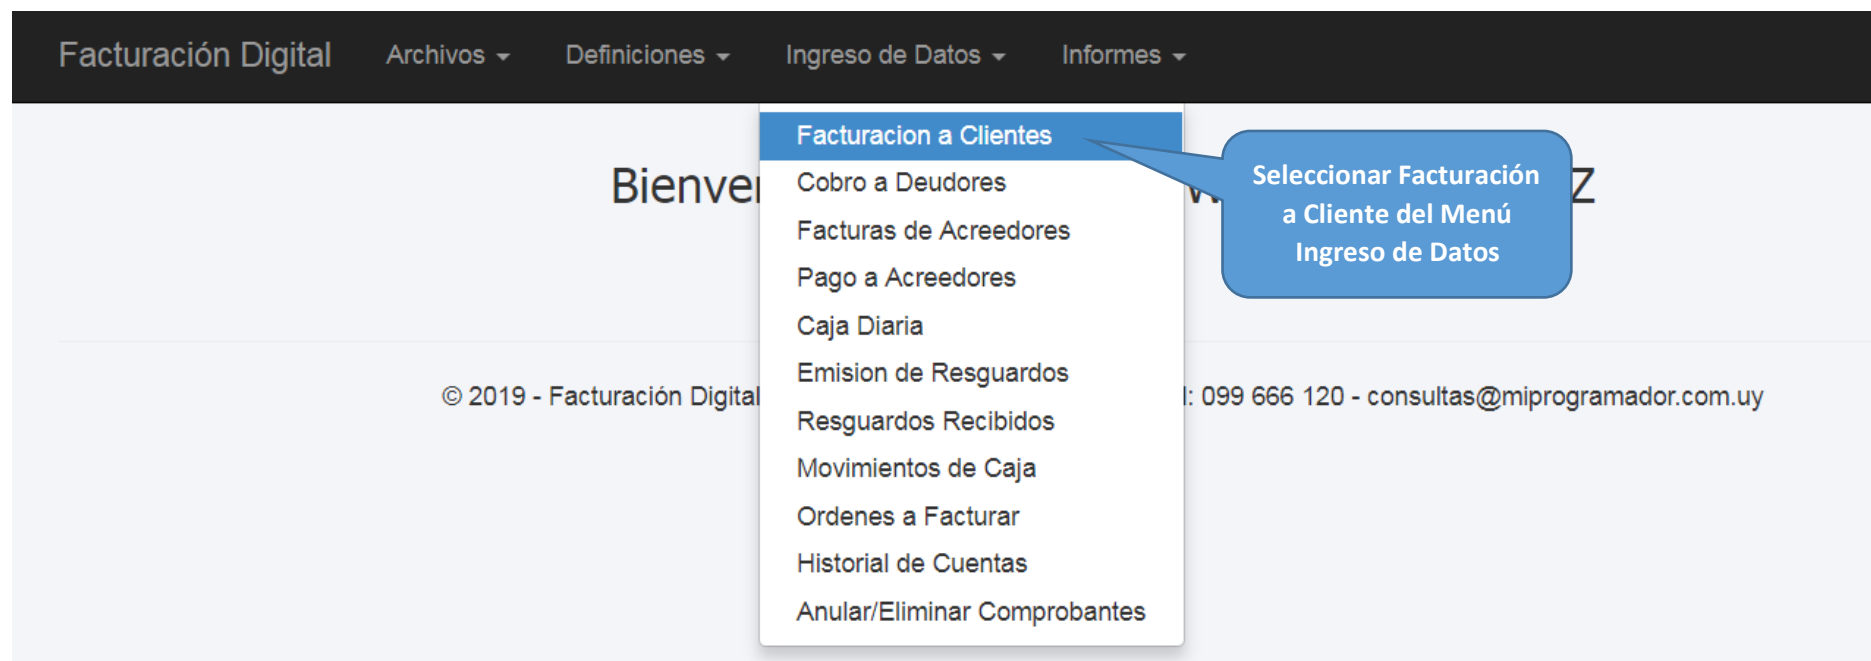 Facturación Digital Archivos Definiciones Ingreso de Datos Informes
Facturacion a Clientes
Cobro a Deudores
Facturas de Acreedores
Pago a Acreedores
Caja Diaria
Emision de Resguardos
Resguardos Recibidos
Movimientos de Caja
Ordenes a Facturar
Historial de Cuentas
Anular/Eliminar Comprobantes
Seleccionar Facturación
a Cliente del Menú
Ingreso de Datos
© 2019 - Facturación Digital : 099 666 120 - consultas@miprogramador.com.uy